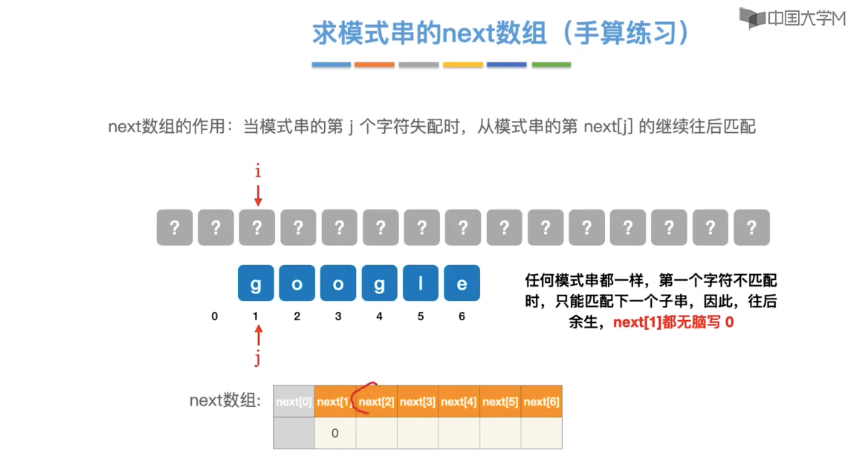 中国大学M
求模式串的next数组（手算练习）
next数组的作用：当模式串的第 j 个字符失配时，从模式串的第 next[j] 的继续往后匹配
i
? ? ? ? ? ? ? ? ? ? ? ? ? ? ?
g o o g l e
0 1 2 3 4 5 6
j
任何模式串都一样，第一个字符不匹配
时，只能匹配下一个子串，因此，往后
余生，next[1]都无脑写 0
next数组:
next[0] next[1] next[2] next[3] next[4] next[5] next[6]
0